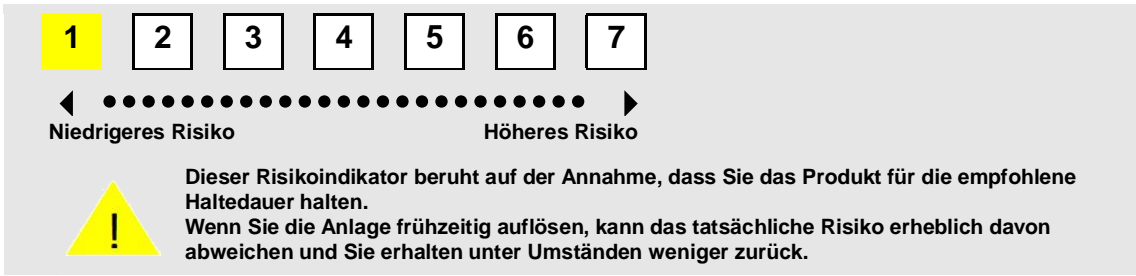 1 2 3 4 5 6 7
Niedrigeres Risiko Höheres Risiko
Dieser Risikoindikator beruht auf der Annahme, dass Sie das Produkt für die empfohlene
Haltedauer halten.
Wenn Sie die Anlage frühzeitig auflösen, kann das tatsächliche Risiko erheblich davon
abweichen und Sie erhalten unter Umständen weniger zurück.
!